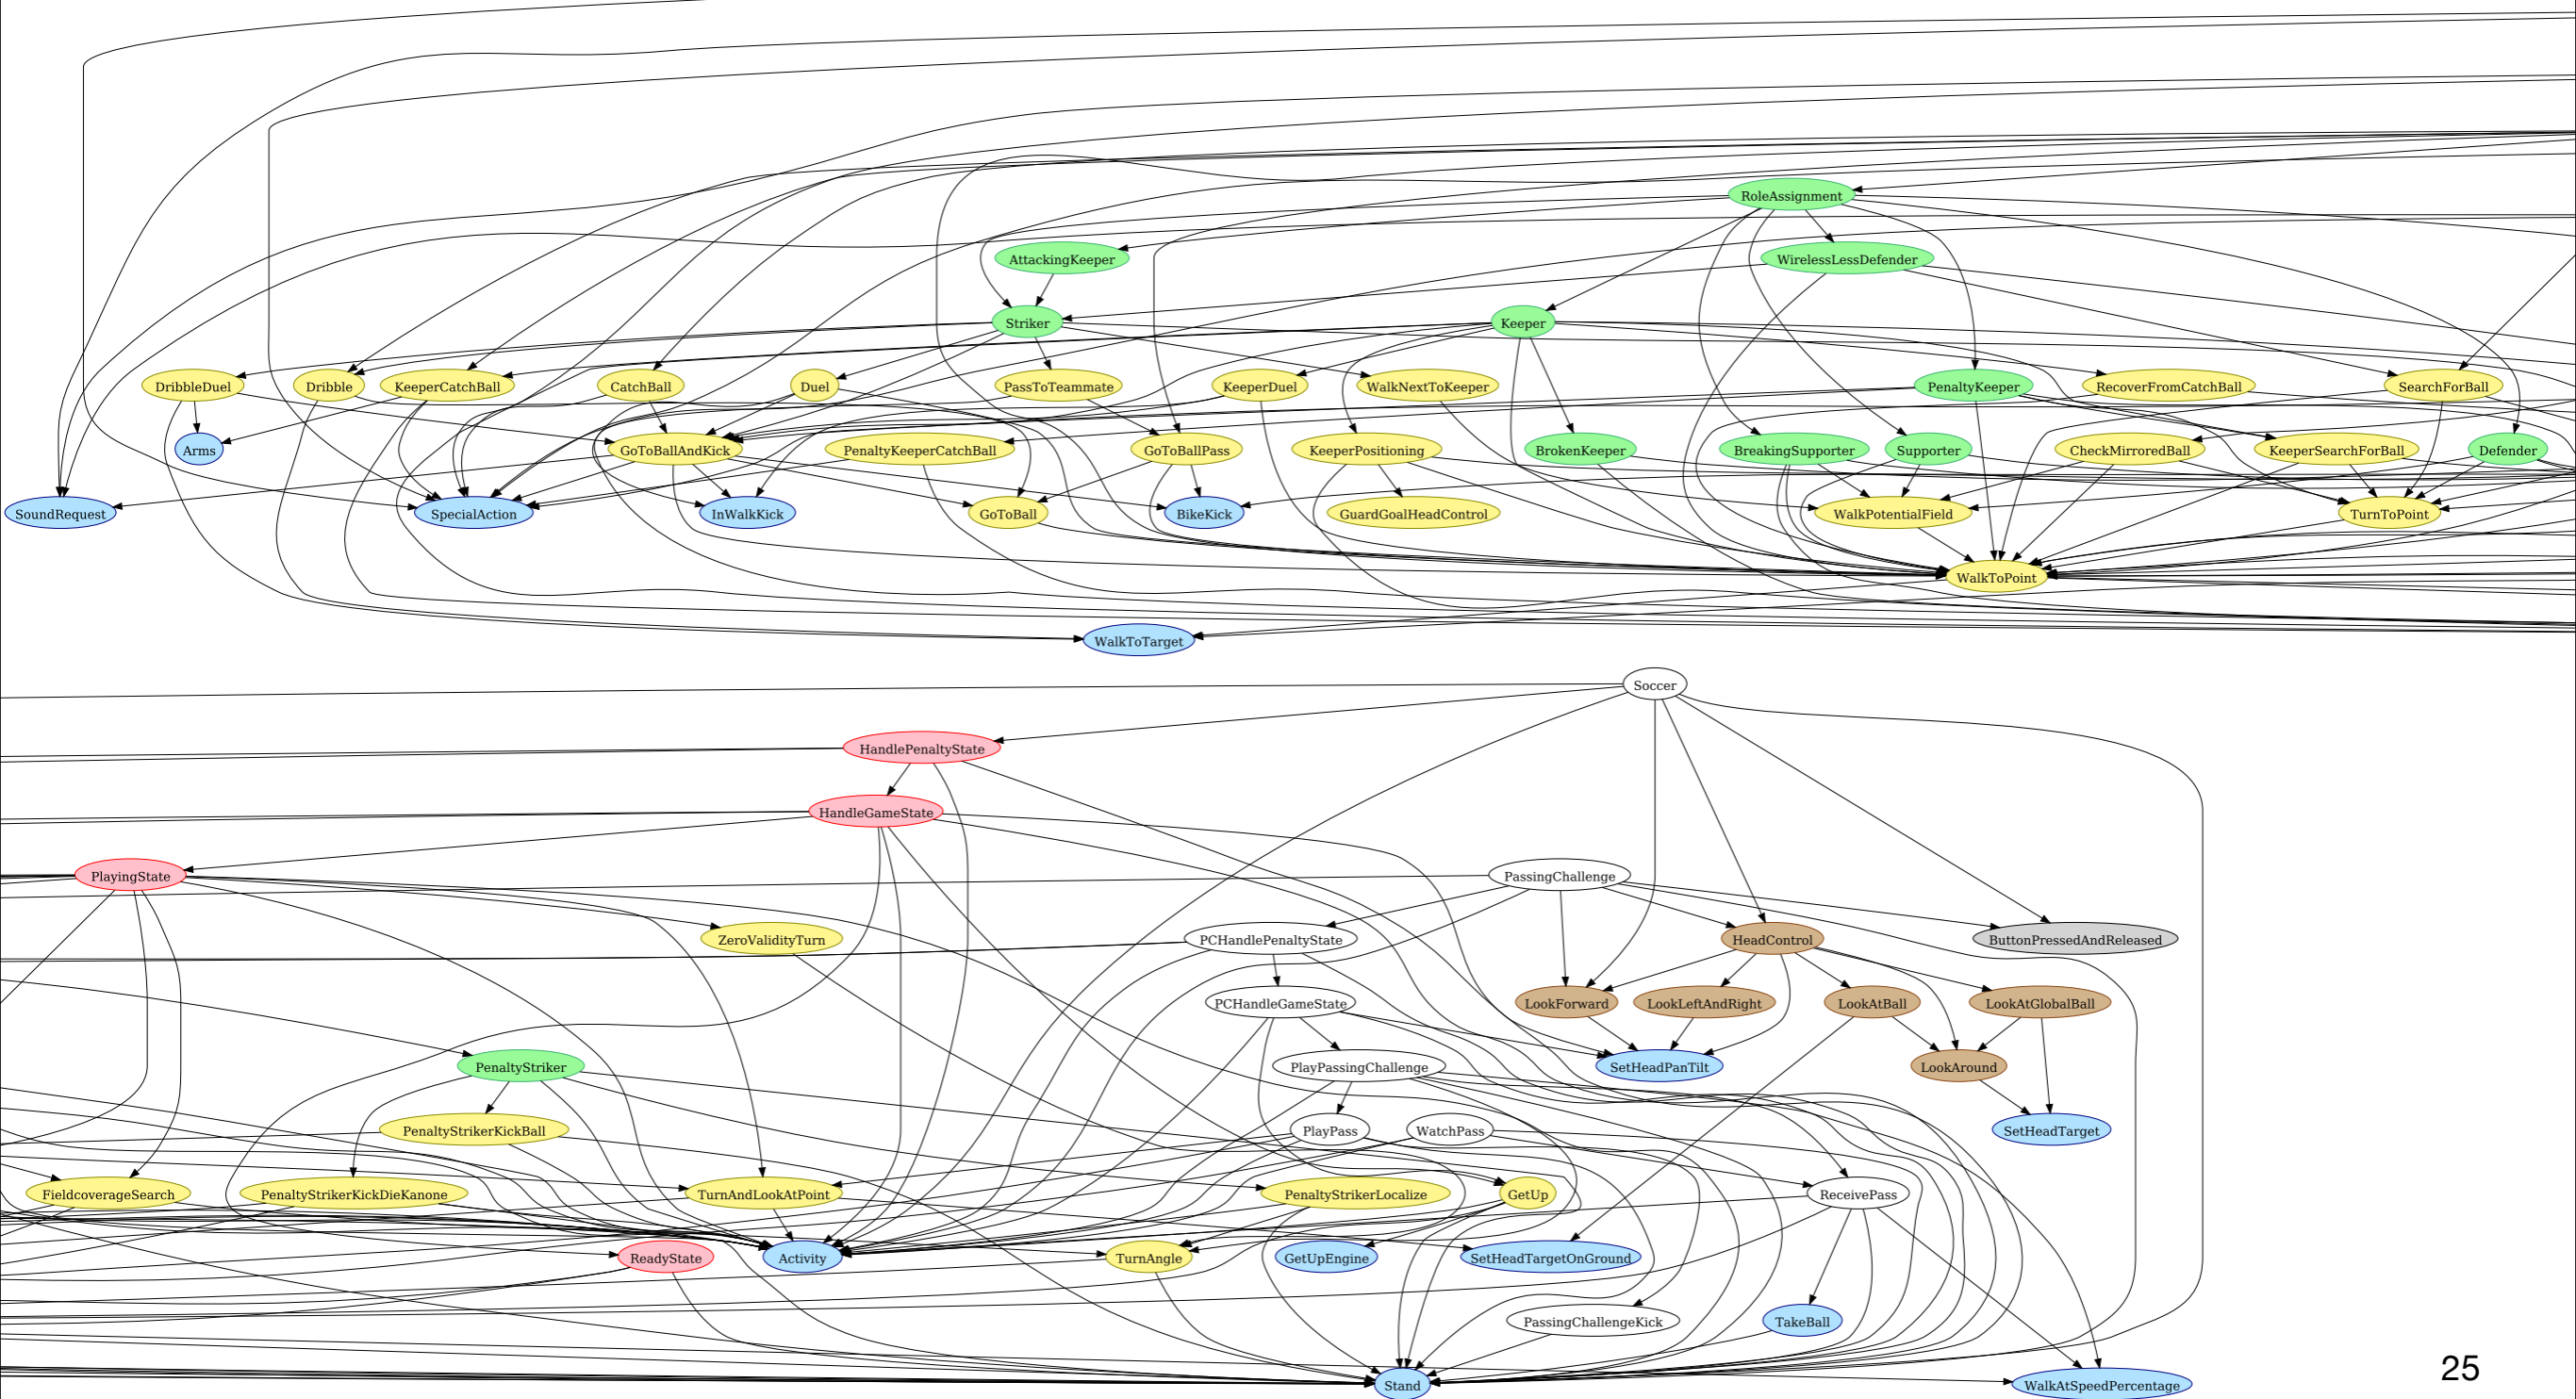 RoleAssignment
AttackingKeeper
WirelessLessDefender
Striker
Keeper
DribbleDuel
Dribble
KeeperCatchBall
CatchBall
Duel
PassToTeammate
KeeperDuel
WalkNextToKeeper
PenaltyKeeper
RecoverFromCatchBall
SearchForBall
Arms
GoToBallAndKick
PenaltyKeeperCatchBall
GoToBallPass
KeeperPositioning
BrokenKeeper
BreakingSupporter
Supporter
CheckMirroredBall
KeeperSearchForBall
Defender
SoundRequest
SpecialAction
InWalkKick
GoToBall
BikeKick
GuardGoalHeadControl
WalkPotentialField
TurnToPoint
WalkToPoint
WalkToTarget
Soccer
HandlePenaltyState
HandleGameState
PlayingState
PassingChallenge
ZeroValidityTurn
PCHandlePenaltyState
HeadControl
ButtonPressedAndReleased
PCHandleGameState
LookForward
LookLeftAndRight
LookAtBall
LookAtGlobalBall
PenaltyStriker
PlayPassingChallenge
SetHeadPanTilt
LookAround
PenaltyStrikerKickBall
PlayPass
WatchPass
SetHeadTarget
FieldcoverageSearch
PenaltyStrikerKickDieKanone
TurnAndLookAtPoint
PenaltyStrikerLocalize
GetUp
ReceivePass
ReadyState
Activity
TurnAngle
GetUpEngine
SetHeadTargetOnGround
PassingChallengeKick
TakeBall
Stand
WalkAtSpeedPercentage
25